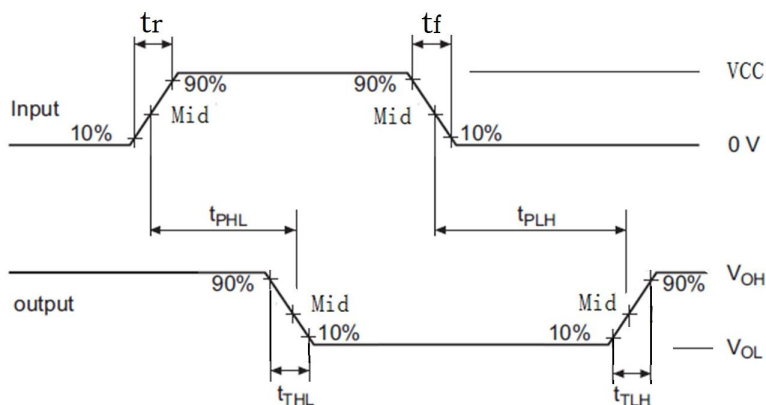 tr tf
90% 90% VCC
Input Mid Mid
10% 10% 0 V
tPHL tPLH
90% 90% VOH
output Mid Mid
10% 10% VOL
tTHL tTLH